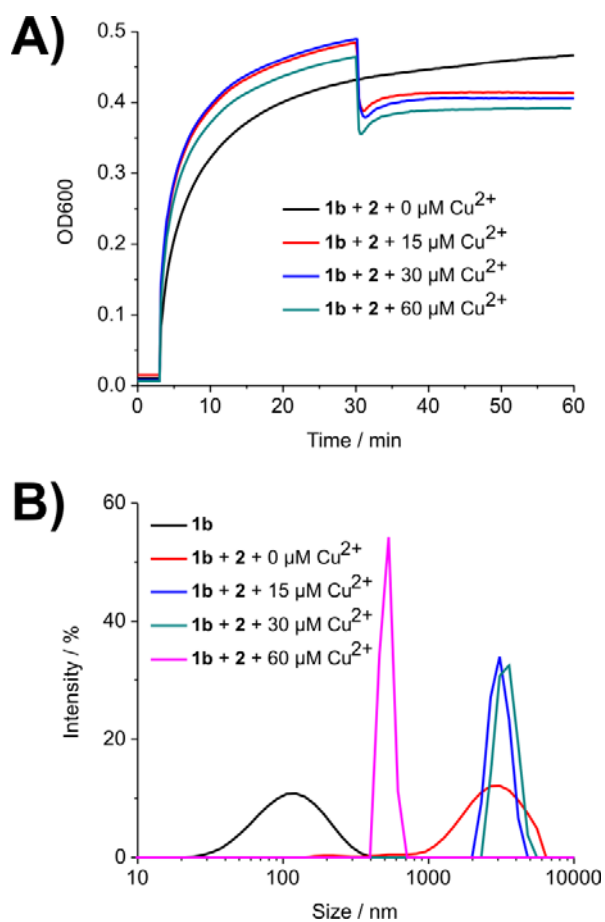 A)
0.5
0.4
0.3
0.2
0.1
0.0
OD600
1b + 2 + 0 µM Cu2+
1b + 2 + 15 µM Cu2+
1b + 2 + 30 µM Cu2+
1b + 2 + 60 µM Cu2+
0 10 20 30 40 50 60
Time / min
B)
60
40
20
0
Intensity / %
1b
1b + 2 + 0 µM Cu2+
1b + 2 + 15 µM Cu2+
1b + 2 + 30 µM Cu2+
1b + 2 + 60 µM Cu2+
10 100 1000 10000
Size / nm